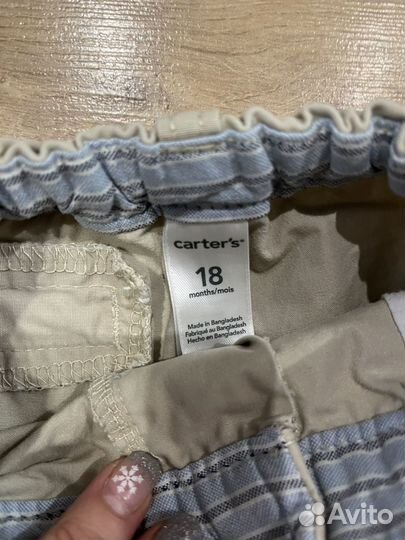 carter's
18
months/mois
Made in Bangladesh
Fabriqué au Bangladesh
Hecho en Bangladesh
Avito